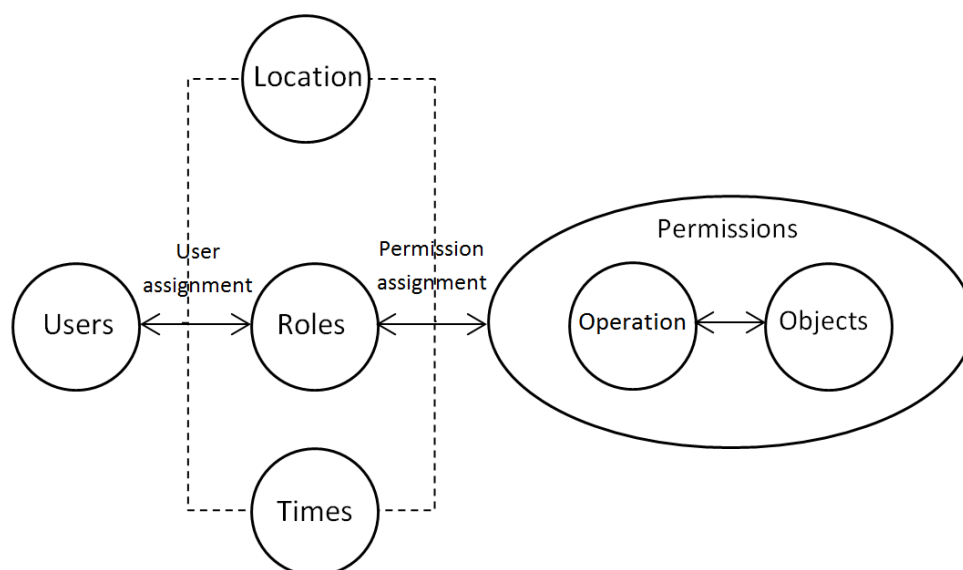 Location
Permissions
User
assignment
Permission
assignment
Users
Roles
Operation
Objects
Times